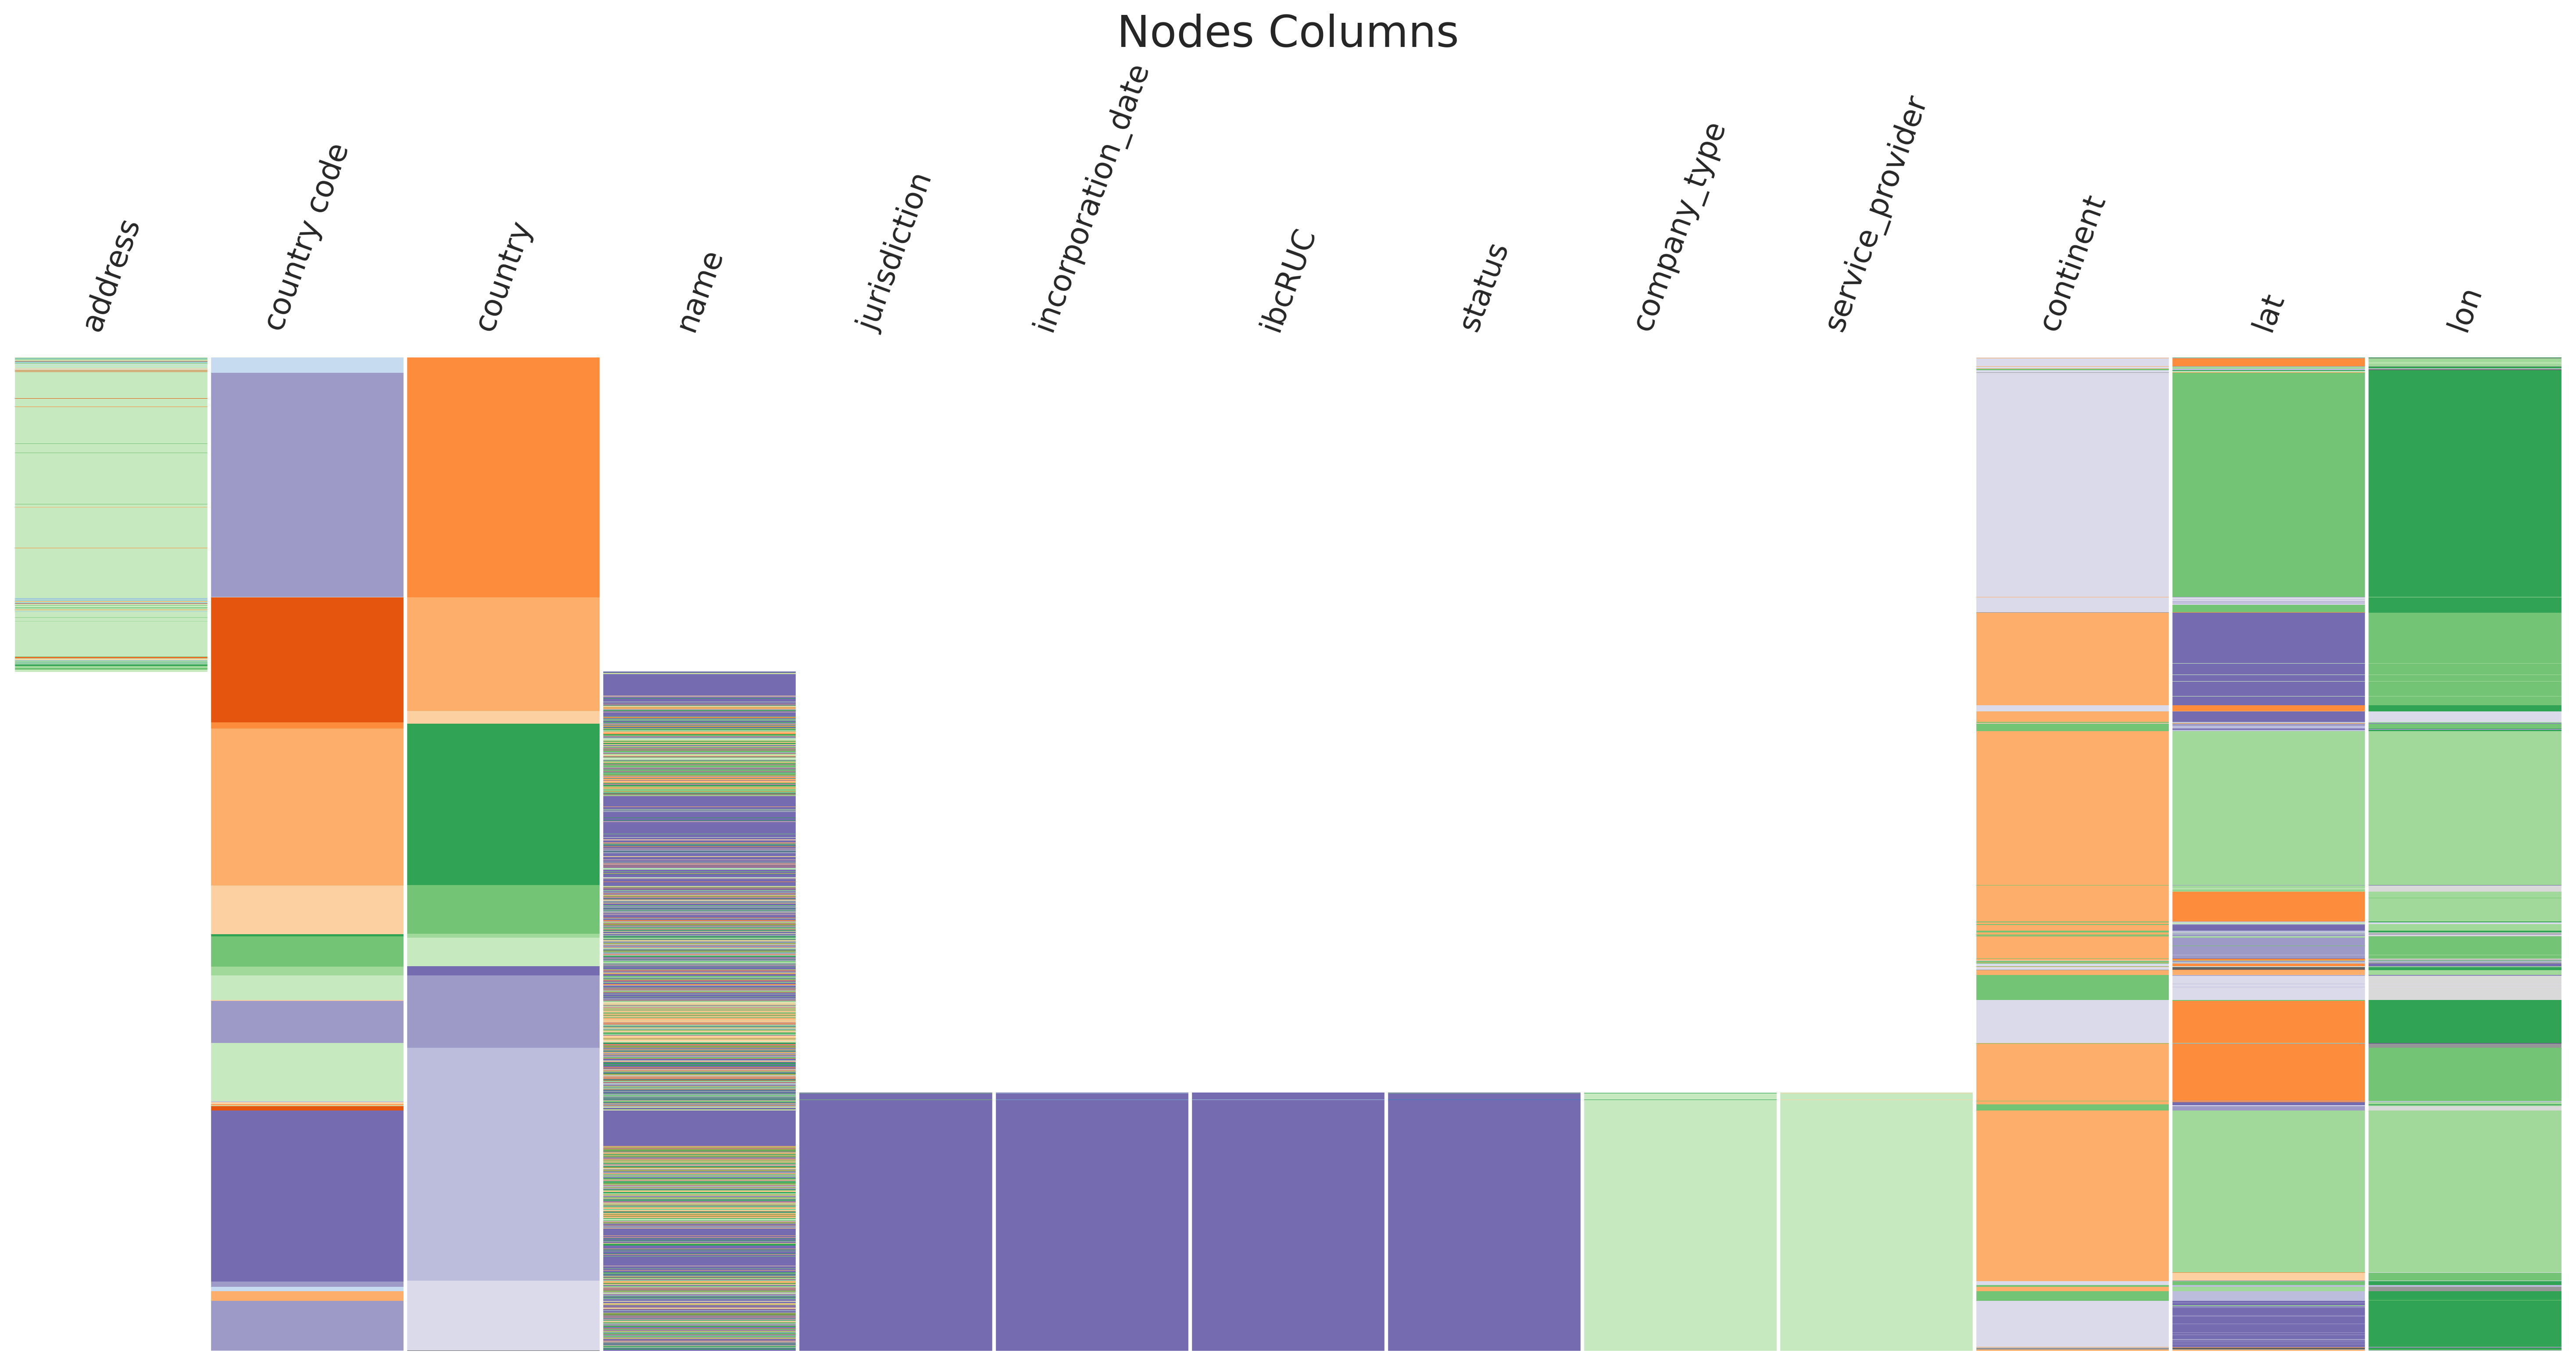 Nodes Columns
address
country code
country
name
jurisdiction
incorporation_date
ibcRUC
status
company_type
service_provider
continent
lat
lon